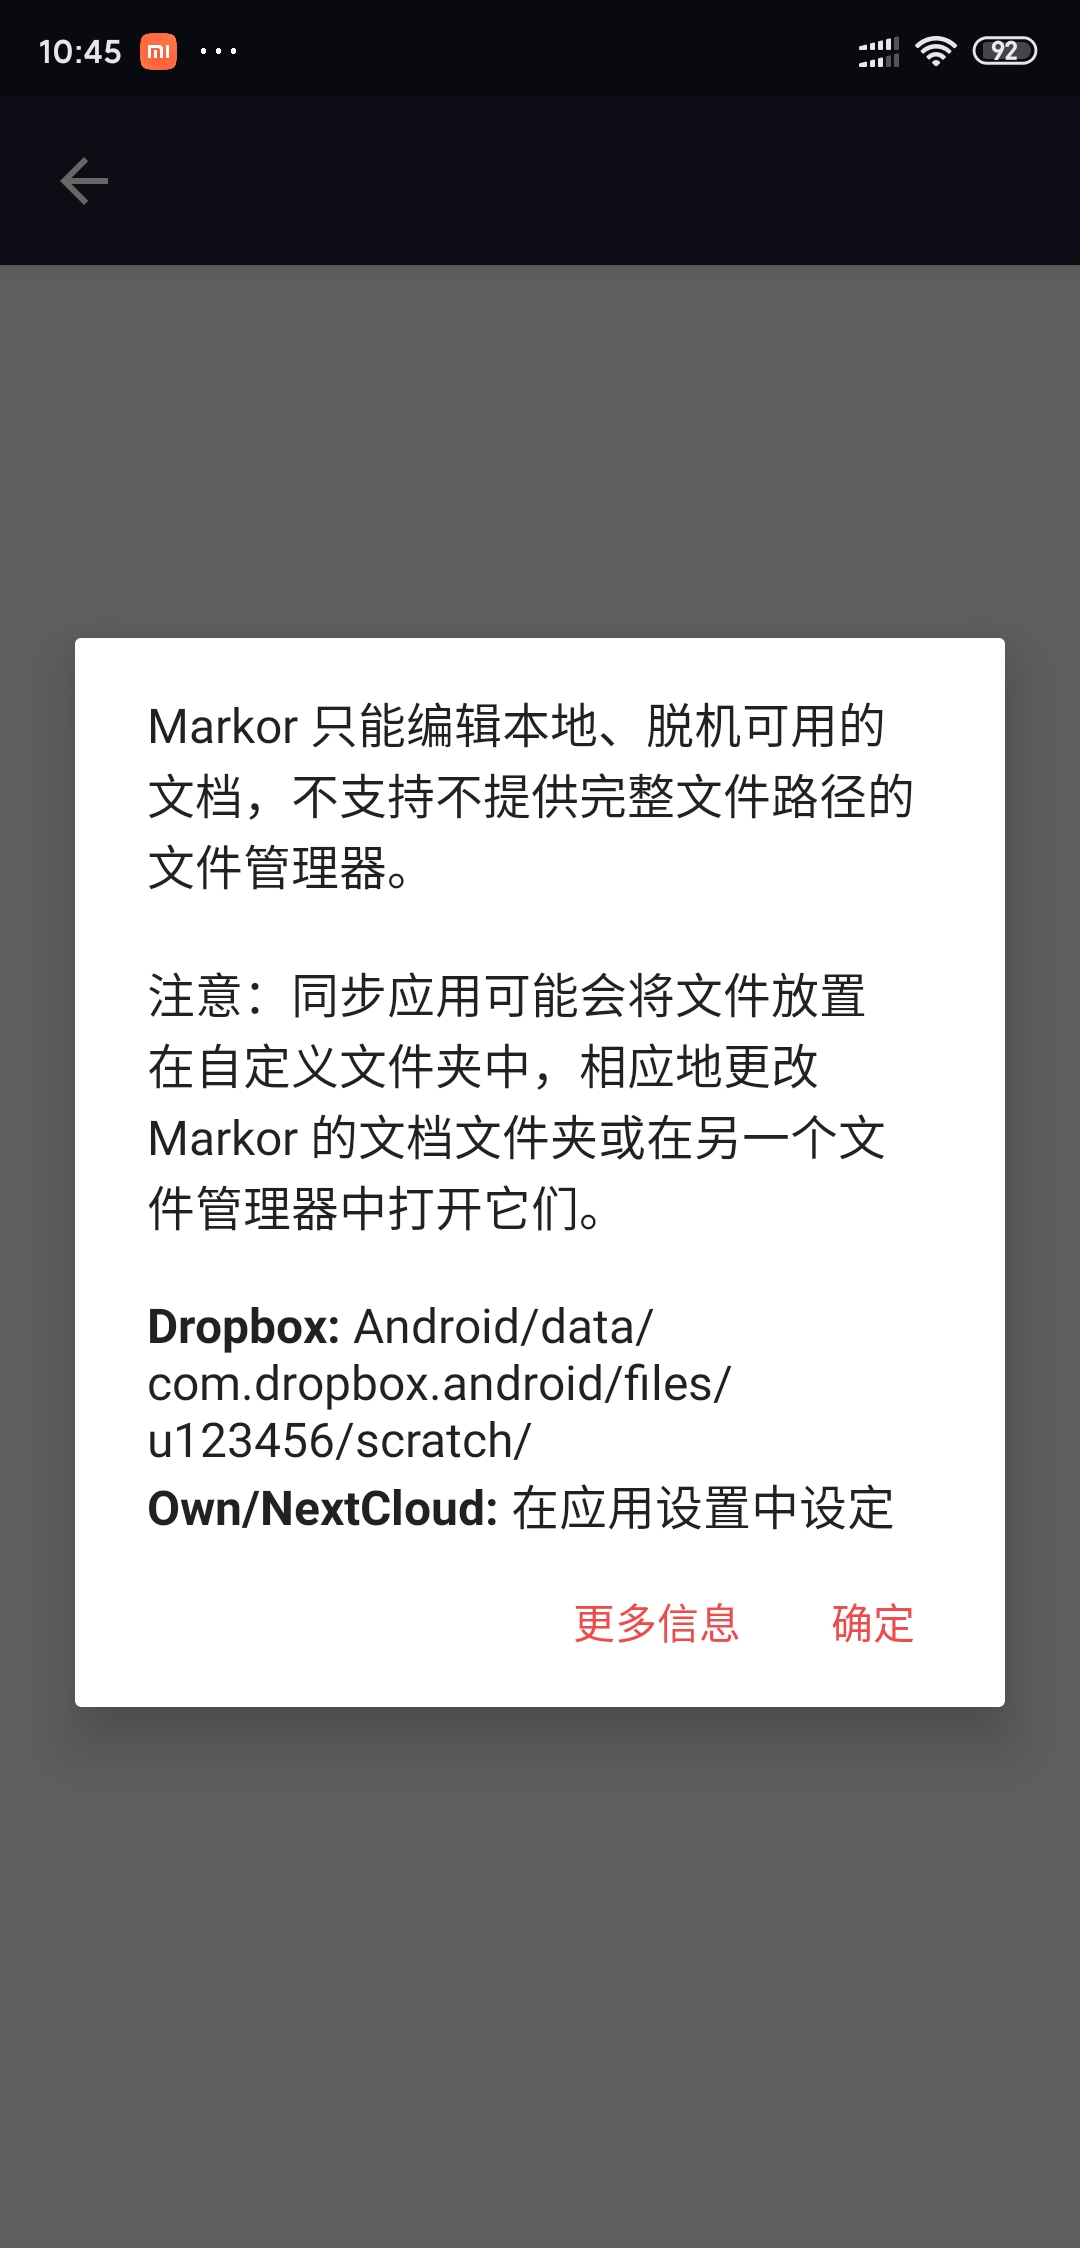 10:45
92
Markor 只能编辑本地、脱机可用的
文档，不支持不提供完整文件路径的
文件管理器。
注意：同步应用可能会将文件放置
在自定义文件夹中，相应地更改
Markor 的文档文件夹或在另一个文
件管理器中打开它们。
Dropbox: Android/data/
com.dropbox.android/files/
u123456/scratch/
Own/NextCloud: 在应用设置中设定
更多信息 确定